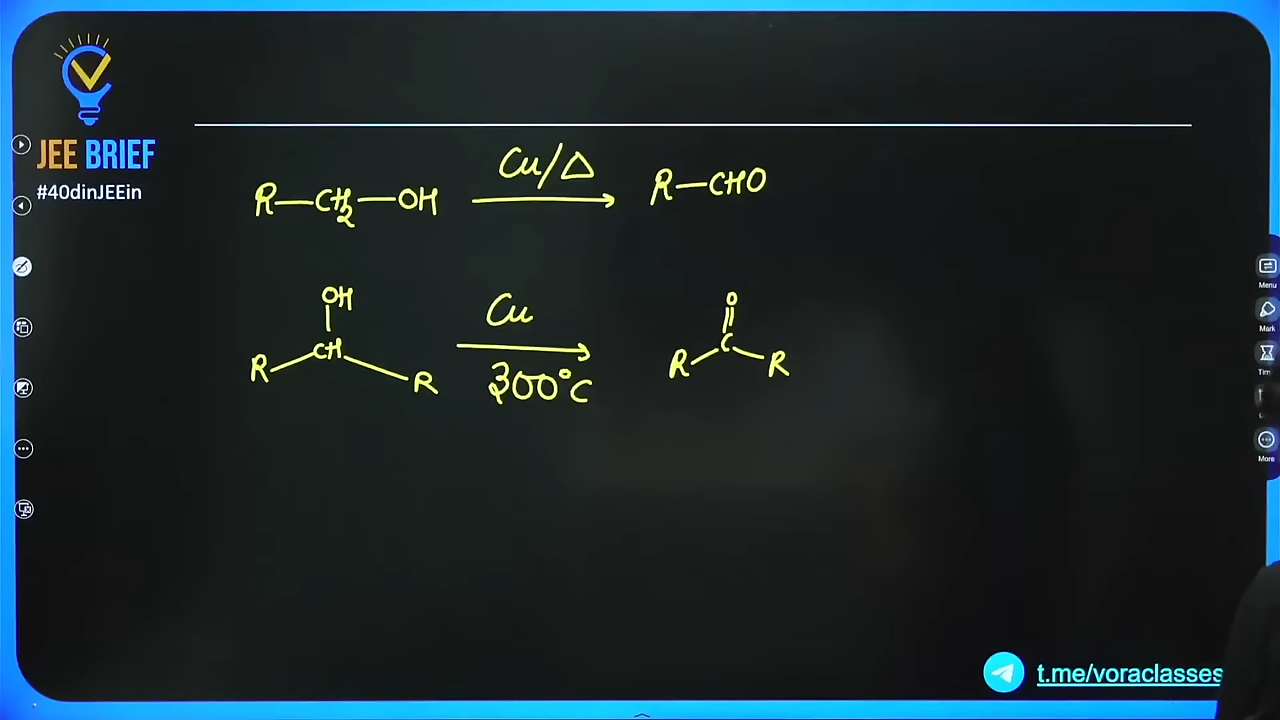 JEE BRIEF
#40dinJEEin
R—CH2—OH Cu/Δ → R—CHO
OH
R CH R Cu 300°C → R C R
O
Menu
Mark
More
t.me/voraclasses